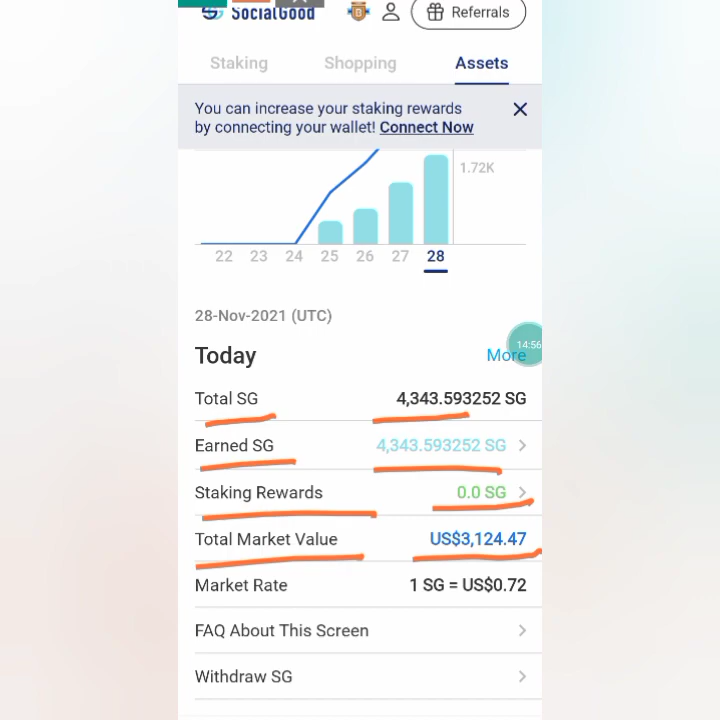 SocialGood
Referrals
Staking Shopping Assets
You can increase your staking rewards
by connecting your wallet! Connect Now
1.72K
22 23 24 25 26 27 28
28-Nov-2021 (UTC)
14:56
Today More
Total SG 4,343.593252 SG
Earned SG 4,343.593252 SG
Staking Rewards 0.0 SG
Total Market Value US$3,124.47
Market Rate 1 SG = US$0.72
FAQ About This Screen
Withdraw SG